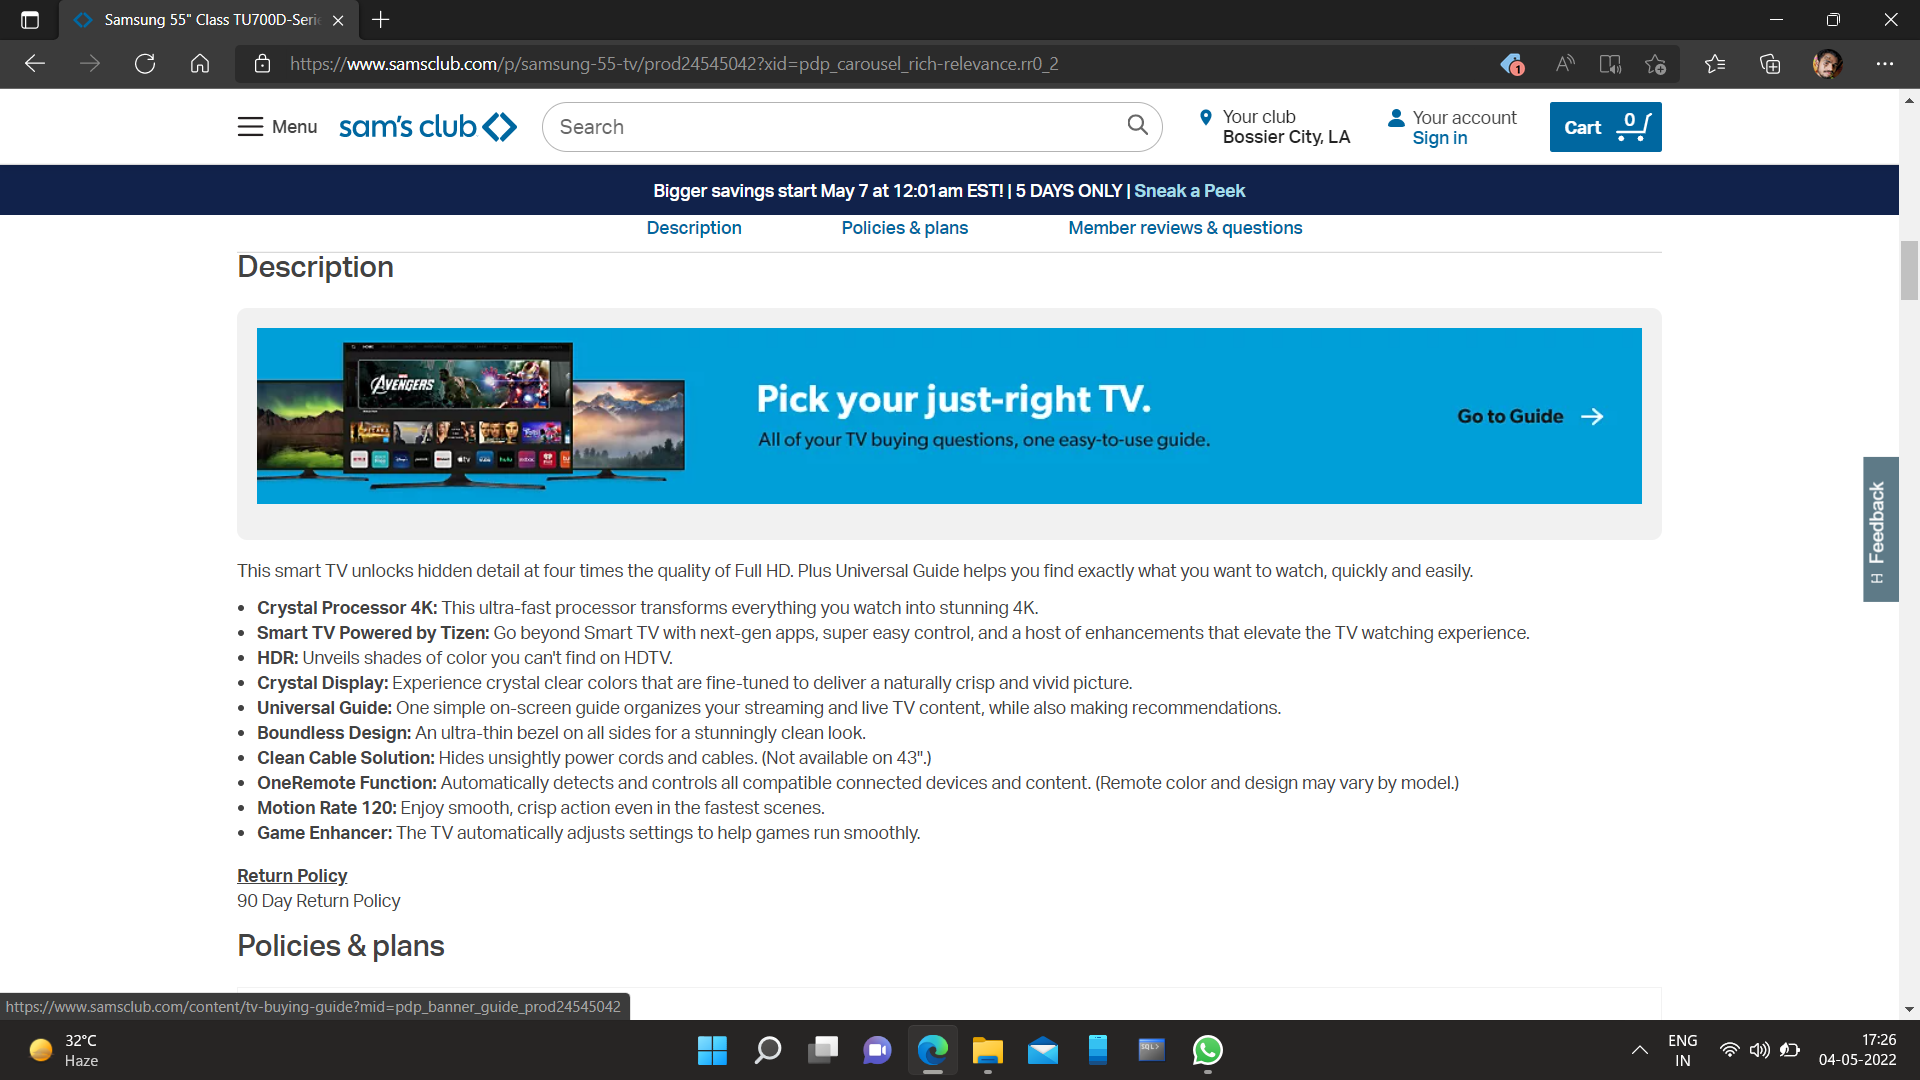 Samsung 55" Class TU700D-Seri
https://www.samsclub.com/p/samsung-55-tv/prod24545042?xid=pdp_carousel_rich-relevance.rr0_2
1
Menu
sam's club
Search
Your club
Bossier City, LA
Your account
Sign in
Cart
0
Bigger savings start May 7 at 12:01am EST! | 5 DAYS ONLY | Sneak a Peek
Description
Policies & plans
Member reviews & questions
Description
AVENGERS
hulu
Pick your just-right TV.
All of your TV buying questions, one easy-to-use guide.
Go to Guide
Feedback
This smart TV unlocks hidden detail at four times the quality of Full HD. Plus Universal Guide helps you find exactly what you want to watch, quickly and easily.
• Crystal Processor 4K: This ultra-fast processor transforms everything you watch into stunning 4K.
• Smart TV Powered by Tizen: Go beyond Smart TV with next-gen apps, super easy control, and a host of enhancements that elevate the TV watching experience.
• HDR: Unveils shades of color you can't find on HDTV.
• Crystal Display: Experience crystal clear colors that are fine-tuned to deliver a naturally crisp and vivid picture.
• Universal Guide: One simple on-screen guide organizes your streaming and live TV content, while also making recommendations.
• Boundless Design: An ultra-thin bezel on all sides for a stunningly clean look.
• Clean Cable Solution: Hides unsightly power cords and cables. (Not available on 43".)
• OneRemote Function: Automatically detects and controls all compatible connected devices and content. (Remote color and design may vary by model.)
• Motion Rate 120: Enjoy smooth, crisp action even in the fastest scenes.
• Game Enhancer: The TV automatically adjusts settings to help games run smoothly.
Return Policy
90 Day Return Policy
Policies & plans
https://www.samsclub.com/content/tv-buying-guide?mid=pdp_banner_guide_prod24545042
32°C
Haze
SQL>
ENG
IN
17:26
04-05-2022